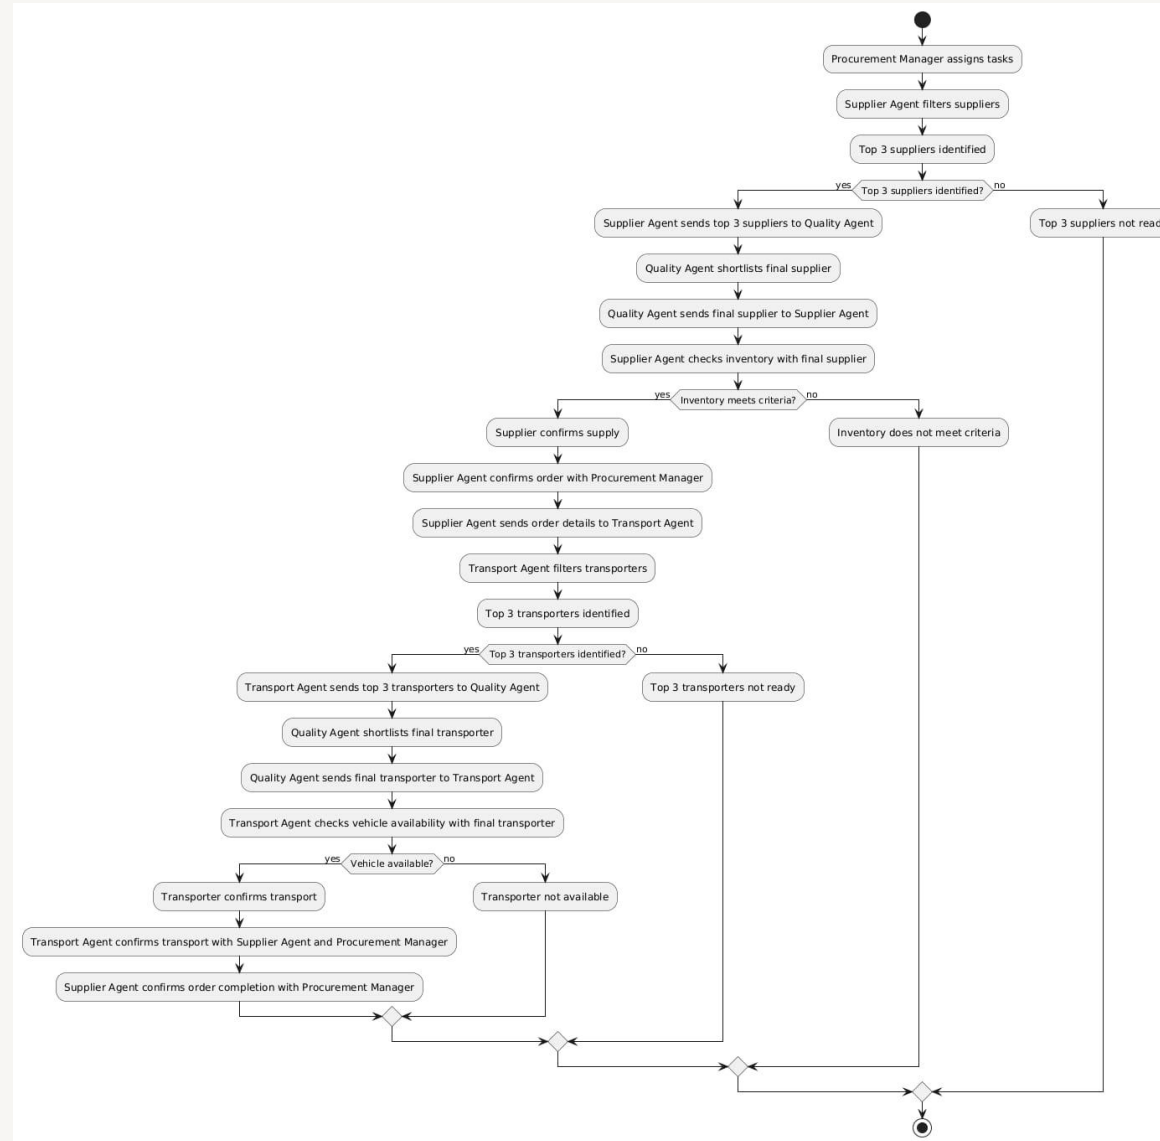 Procurement Manager assigns tasks
Supplier Agent filters suppliers
Top 3 suppliers identified
yes
Top 3 suppliers identified?
no
Supplier Agent sends top 3 suppliers to Quality Agent
Top 3 suppliers not read
Quality Agent shortlists final supplier
Quality Agent sends final supplier to Supplier Agent
Supplier Agent checks inventory with final supplier
yes
Inventory meets criteria?
no
Supplier confirms supply
Inventory does not meet criteria
Supplier Agent confirms order with Procurement Manager
Supplier Agent sends order details to Transport Agent
Transport Agent filters transporters
Top 3 transporters identified
yes
Top 3 transporters identified?
no
Transport Agent sends top 3 transporters to Quality Agent
Top 3 transporters not ready
Quality Agent shortlists final transporter
Quality Agent sends final transporter to Transport Agent
Transport Agent checks vehicle availability with final transporter
yes
Vehicle available?
no
Transporter confirms transport
Transporter not available
Transport Agent confirms transport with Supplier Agent and Procurement Manager
Supplier Agent confirms order completion with Procurement Manager